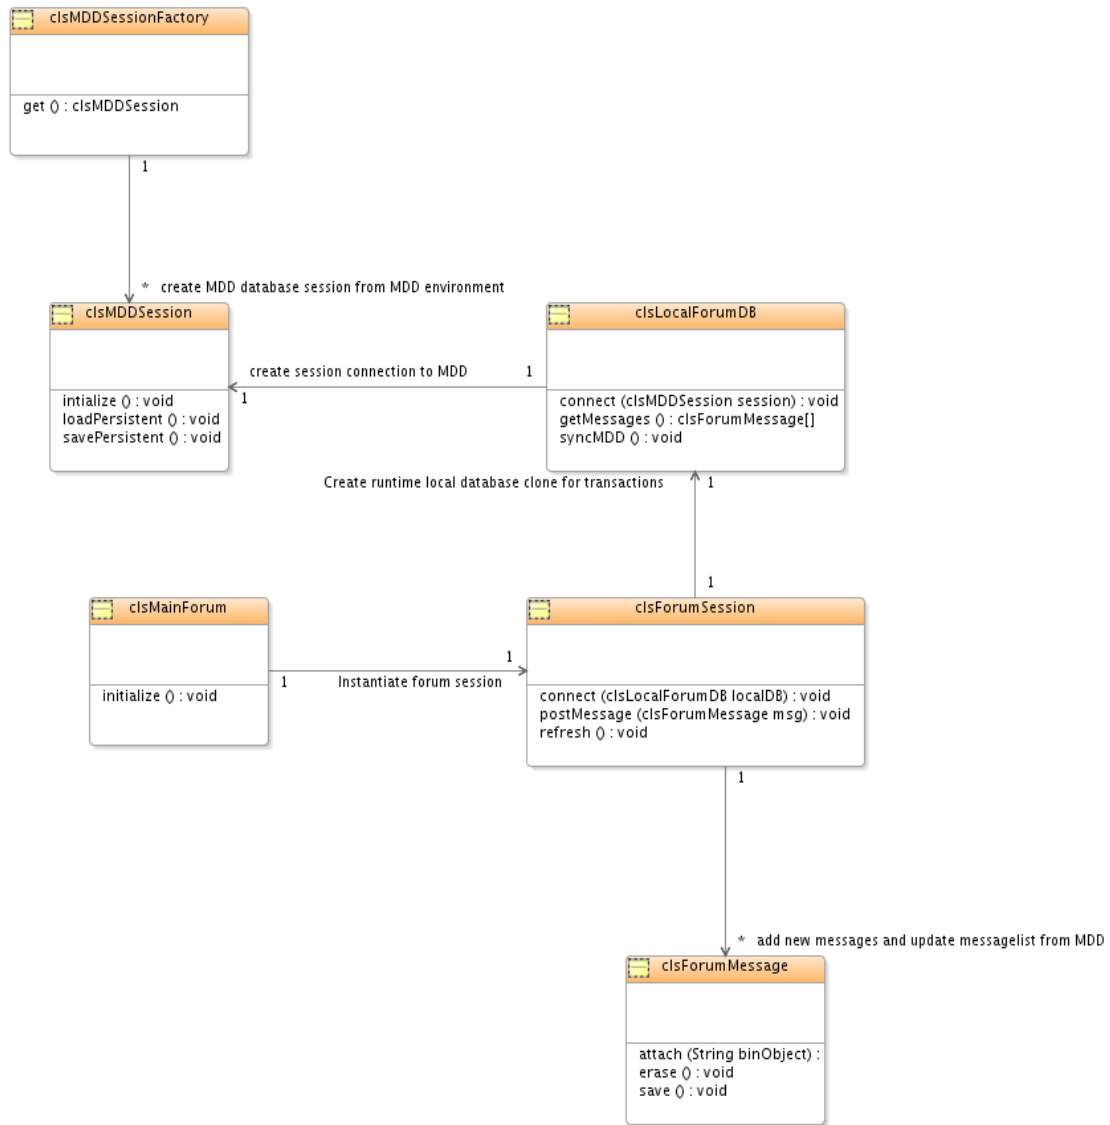 clsMDDSessionFactory
get () : clsMDDSession
1
* create MDD database session from MDD environment
clsMDDSession
intialize () : void
loadPersistent () : void
savePersistent () : void
create session connection to MDD
1
1
clsLocalForumDB
connect (clsMDDSession session) : void
getMessages () : clsForumMessage[]
syncMDD () : void
Create runtime local database clone for transactions
1
1
clsMainForum
initialize () : void
1
Instantiate forum session
1
clsForumSession
connect (clsLocalForumDB localDB) : void
postMessage (clsForumMessage msg) : void
refresh () : void
1
* add new messages and update messagelist from MDD
clsForumMessage
attach (String binObject) :
erase () : void
save () : void